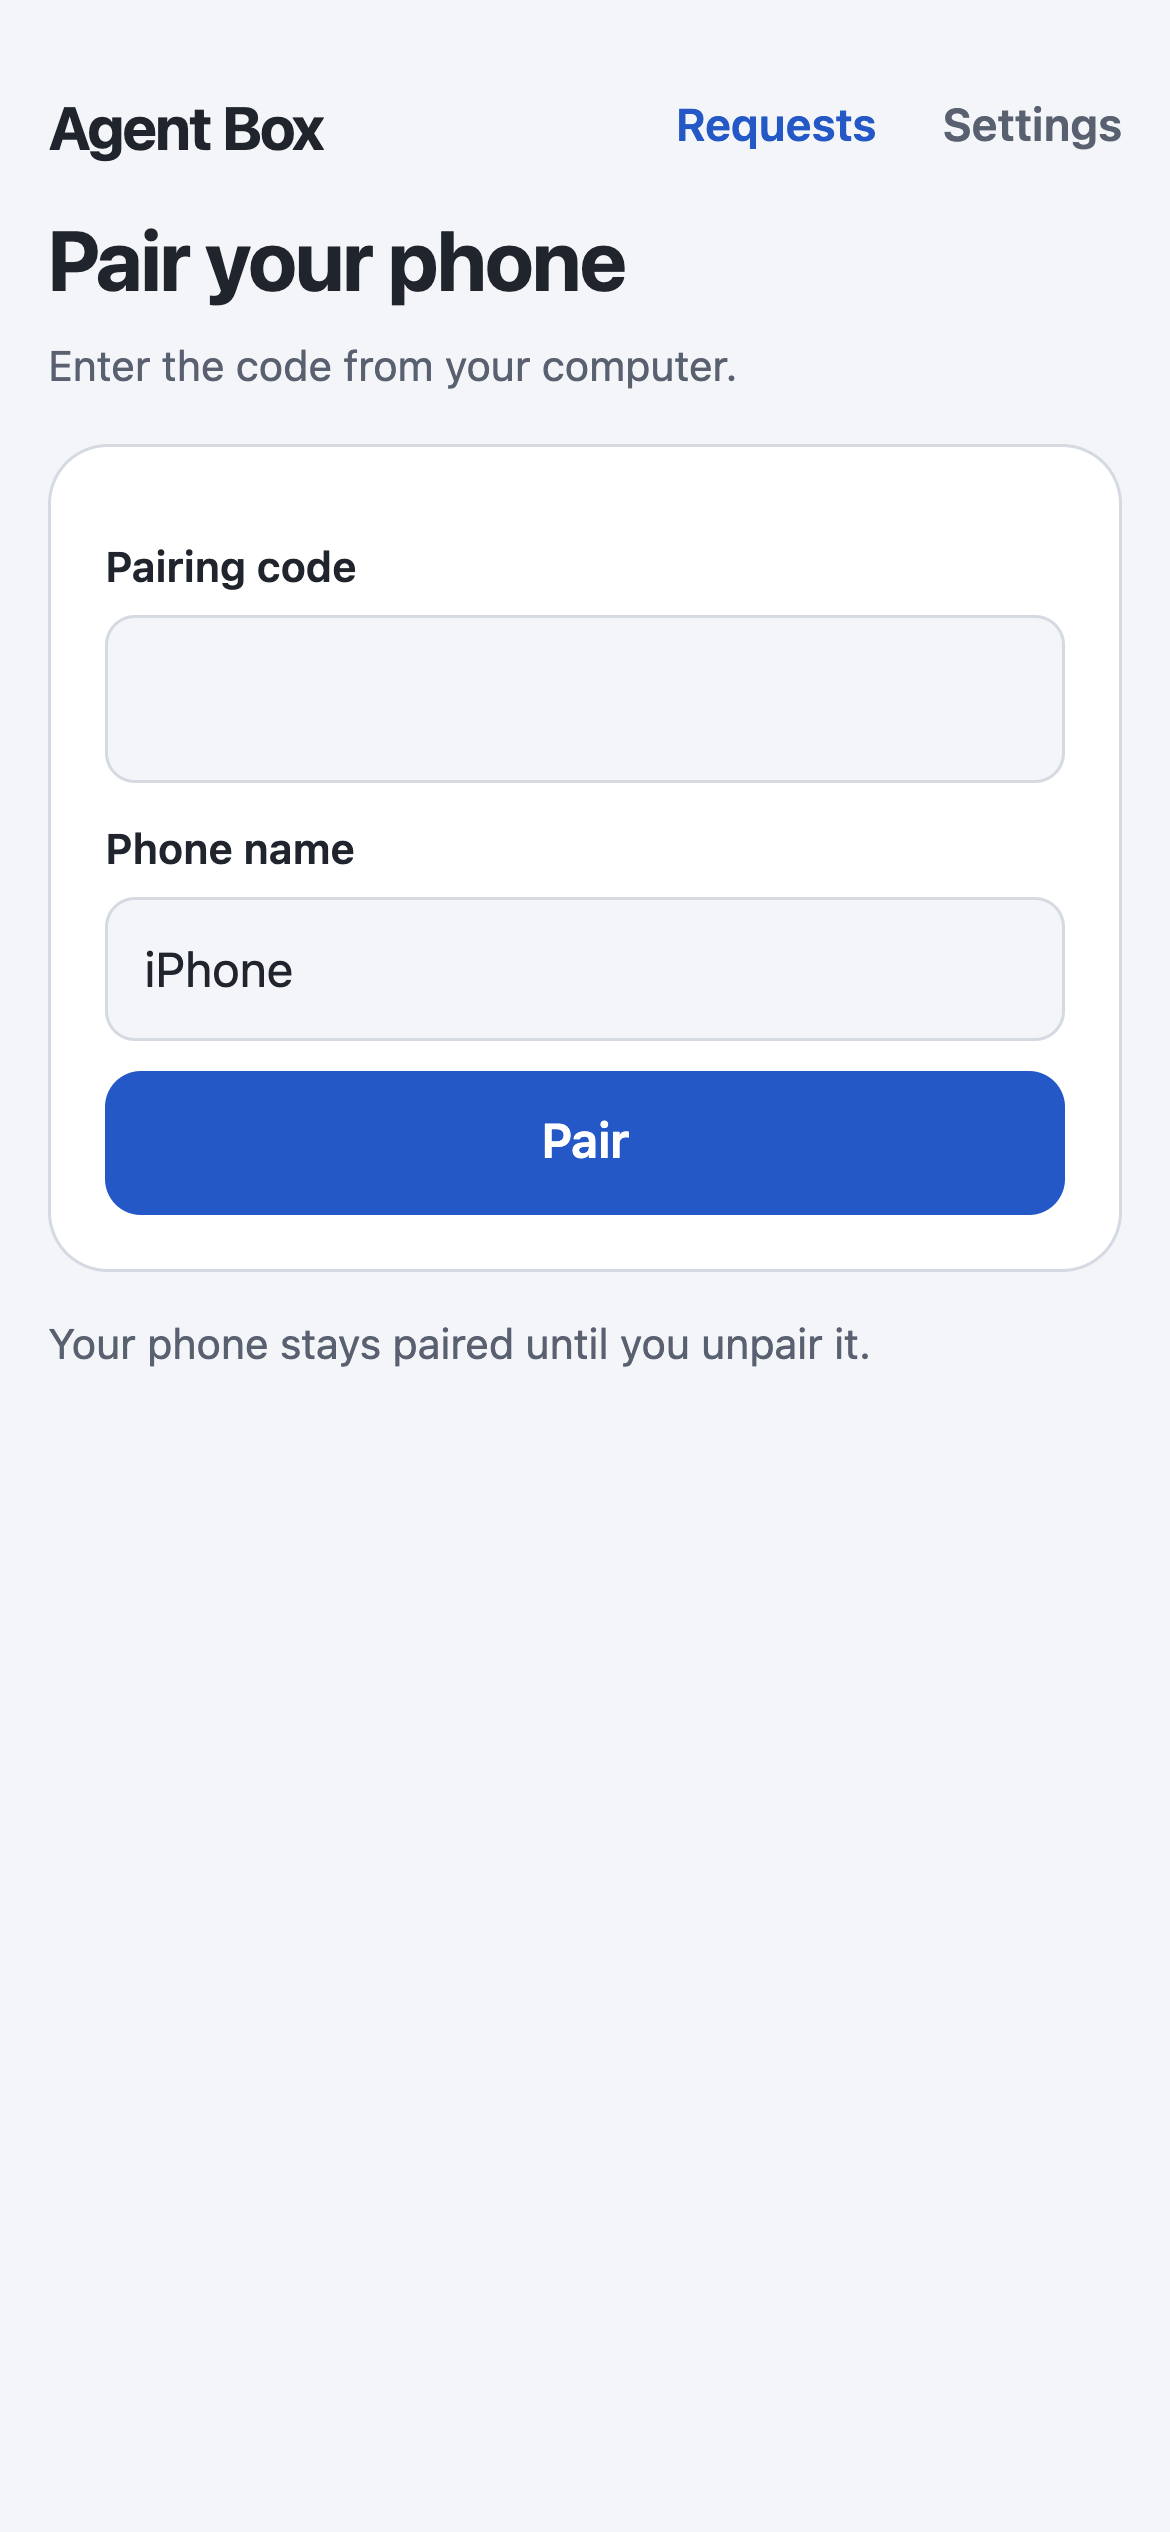 Agent Box
Requests
Settings
Pair your phone
Enter the code from your computer.
Pairing code
Phone name
iPhone
Pair
Your phone stays paired until you unpair it.